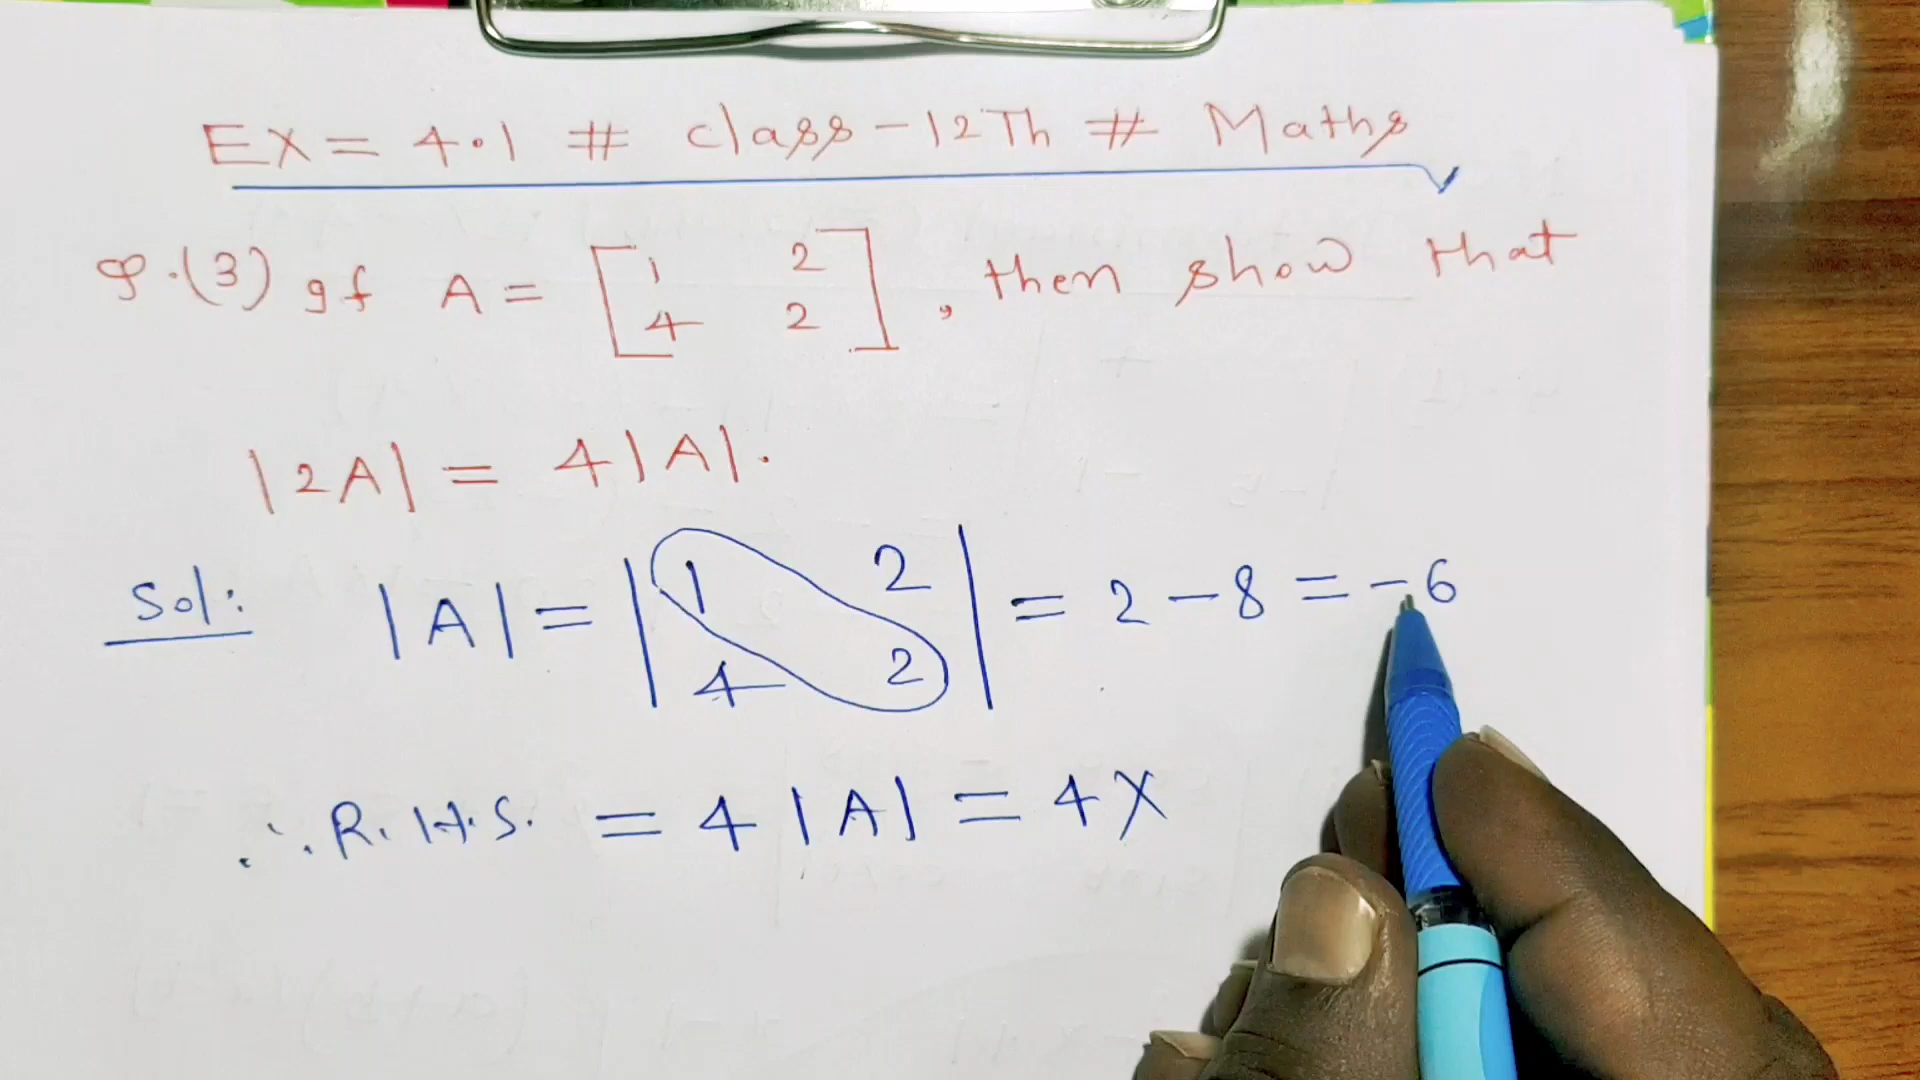 EX = 4.1 # class-12Th # Maths
Q.(3) If A = [1 2
4 2], then show that
|2A| = 4|A|.
Sol: |A| = |1 2
4 2| = 2 - 8 = -6
∴ R.H.S. = 4|A| = 4 X